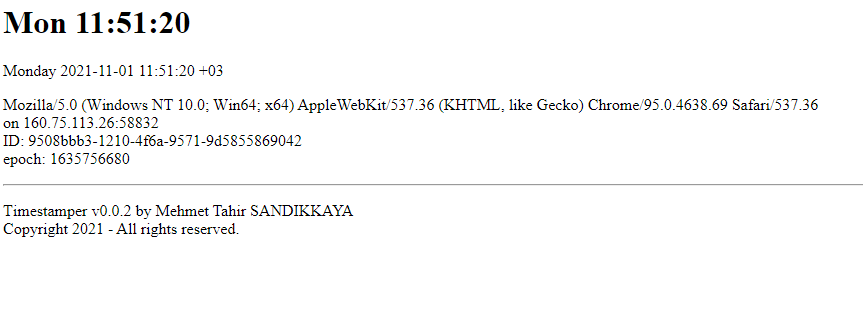 Mon 11:51:20
Monday 2021-11-01 11:51:20 +03
Mozilla/5.0 (Windows NT 10.0; Win64; x64) AppleWebKit/537.36 (KHTML, like Gecko) Chrome/95.0.4638.69 Safari/537.36
on 160.75.113.26:58832
ID: 9508bbb3-1210-4f6a-9571-9d5855869042
epoch: 1635756680
Timestamper v0.0.2 by Mehmet Tahir SANDIKKAYA
Copyright 2021 - All rights reserved.